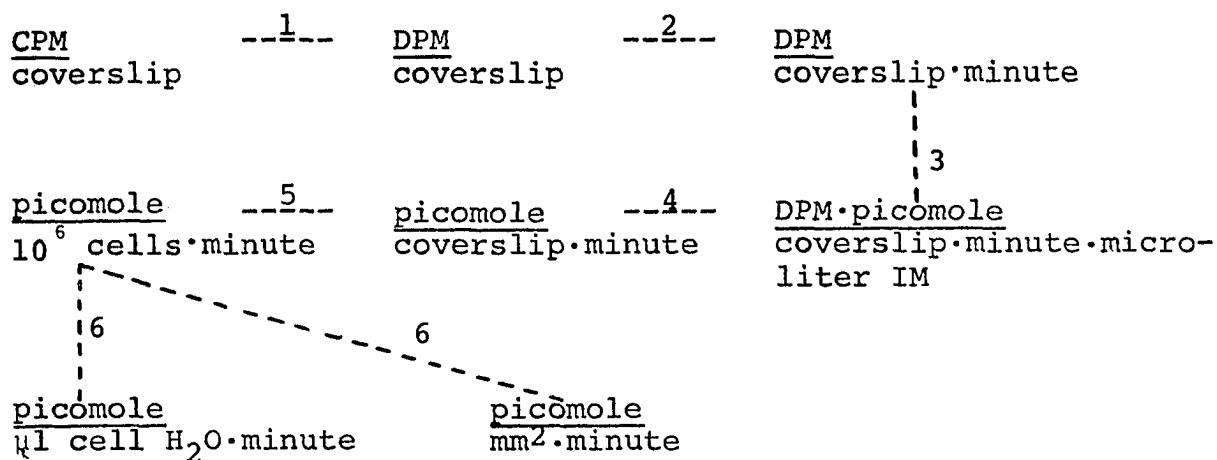 CPM --1-- DPM --2-- DPM
coverslip coverslip coverslip·minute
3
picomole --5-- picomole --4-- DPM·picomole
10⁶ cells·minute coverslip·minute coverslip·minute·micro-
liter IM
6 6
picomole picomole
μl cell H₂O·minute mm²·minute